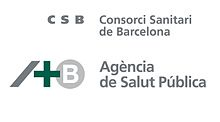 CSB Consorci Sanitari
de Barcelona
+B Agència
de Salut Pública